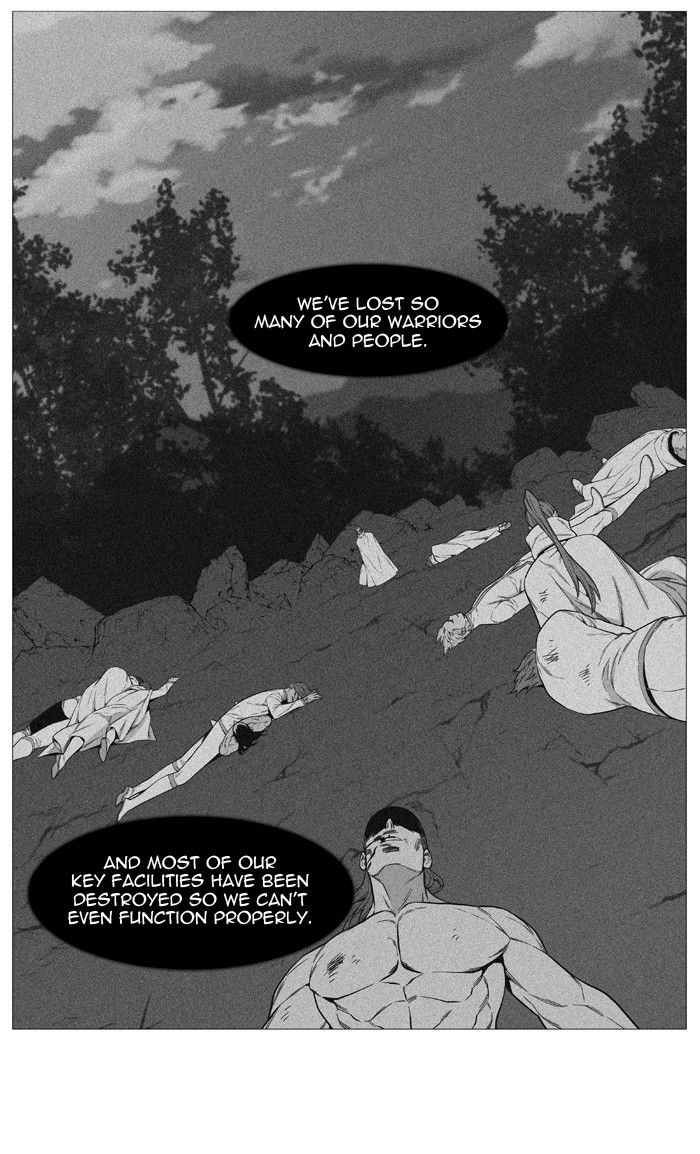 WE'VE LOST SO
MANY OF OUR WARRIORS
AND PEOPLE.
AND MOST OF OUR
KEY FACILITIES HAVE BEEN
DESTROYED SO WE CAN'T
EVEN FUNCTION PROPERLY.